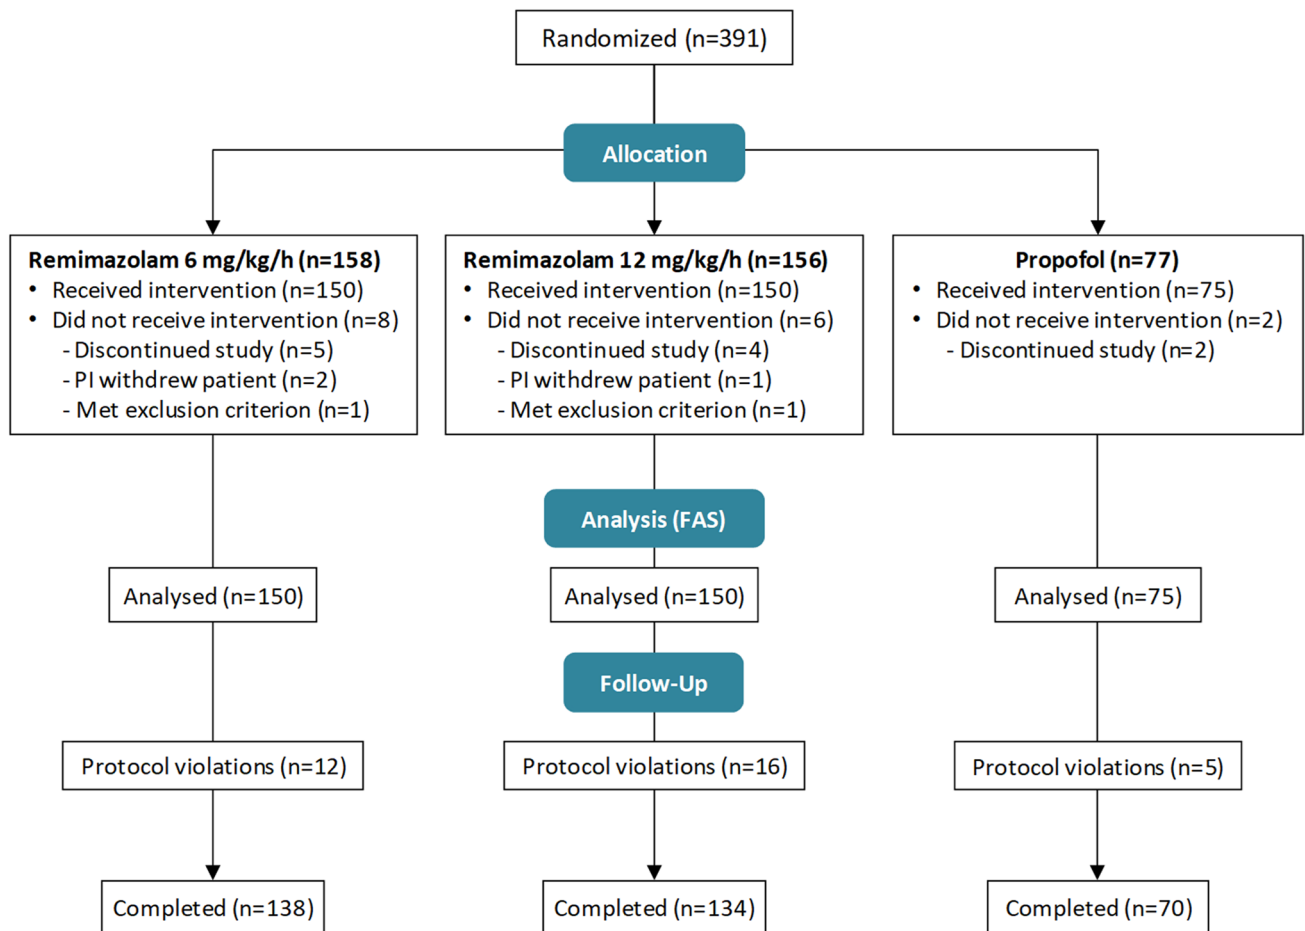 Randomized (n=391)
Allocation
Remimazolam 6 mg/kg/h (n=158)
• Received intervention (n=150)
• Did not receive intervention (n=8)
- Discontinued study (n=5)
- PI withdrew patient (n=2)
- Met exclusion criterion (n=1)
Remimazolam 12 mg/kg/h (n=156)
• Received intervention (n=150)
• Did not receive intervention (n=6)
- Discontinued study (n=4)
- PI withdrew patient (n=1)
- Met exclusion criterion (n=1)
Propofol (n=77)
• Received intervention (n=75)
• Did not receive intervention (n=2)
- Discontinued study (n=2)
Analysis (FAS)
Analysed (n=150)
Analysed (n=150)
Analysed (n=75)
Follow-Up
Protocol violations (n=12)
Protocol violations (n=16)
Protocol violations (n=5)
Completed (n=138)
Completed (n=134)
Completed (n=70)